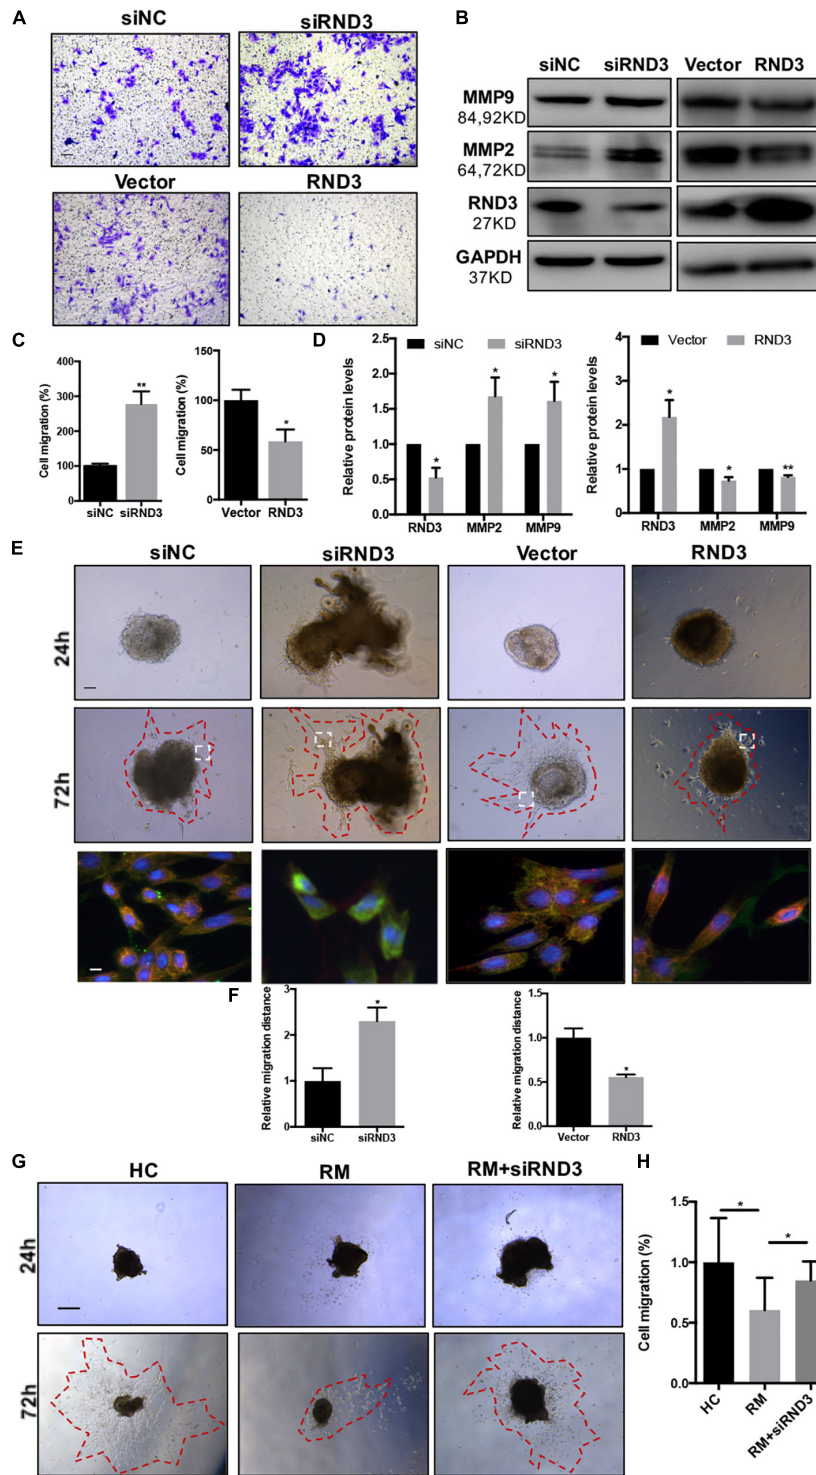 A
siNC siRND3
Vector RND3
B
siNC siRND3 Vector RND3
MMP9
84,92KD
MMP2
64,72KD
RND3
27KD
GAPDH
37KD
C
Cell migration (%)
400
300
200
100
0
**
siNC siRND3
Cell migration (%)
150
100
50
0
*
Vector RND3
D
siNC siRND3
Relative protein levels
2.5
2.0
1.5
1.0
0.5
0.0
* * *
RND3 MMP2 MMP9
Vector RND3
Relative protein levels
4
3
2
1
0
* * **
RND3 MMP2 MMP9
E
siNC siRND3 Vector RND3
24h
72h
F
Relative migration distance
3
2
1
0
*
siNC siRND3
Relative migration distance
1.5
1.0
0.5
0.0
*
Vector RND3
G
HC RM RM+siRND3
24h
72h
H
Cell migration (%)
1.5
1.0
0.5
0.0
* *
HC RM RM+siRND3